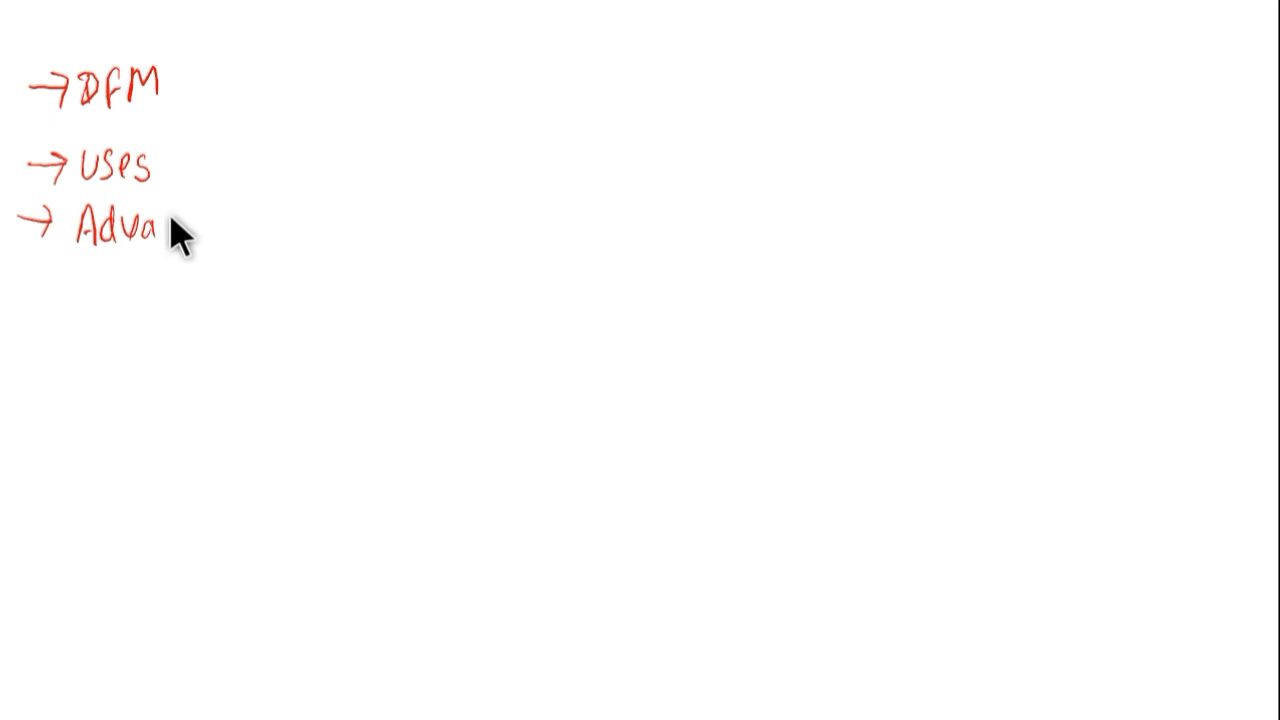 → DFM
→ Uses
→ Adva